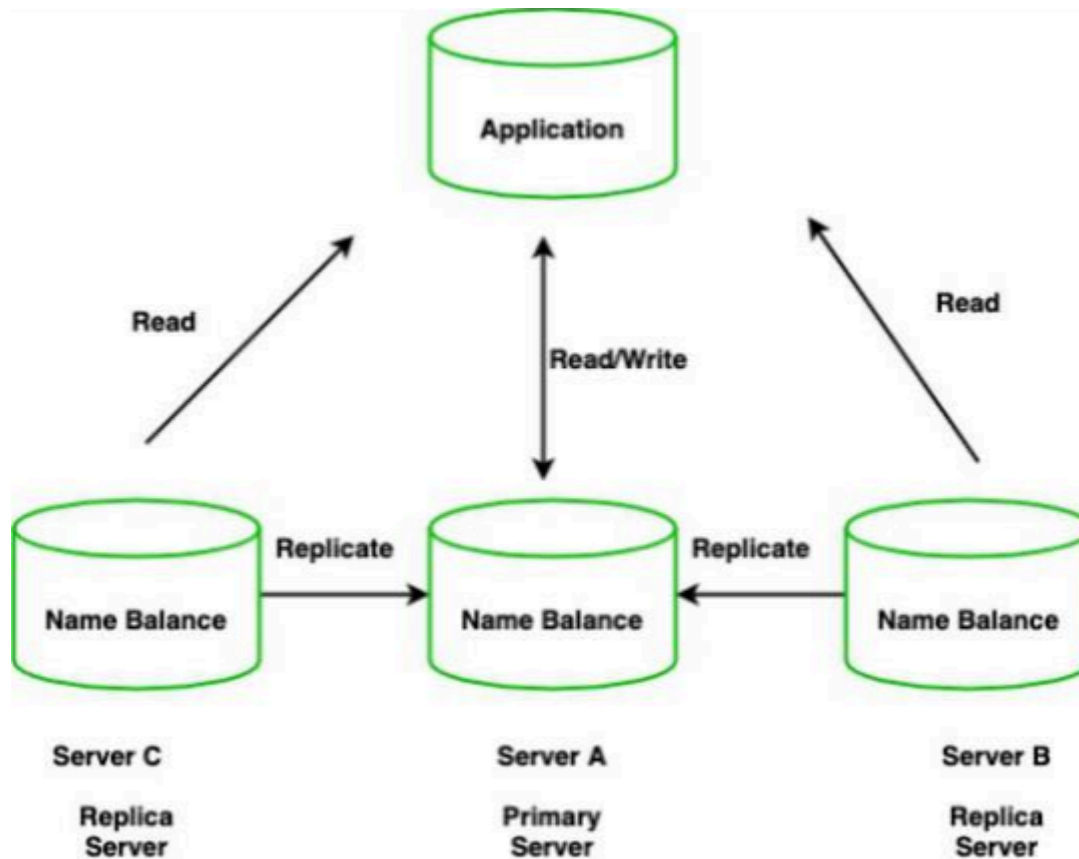 Application
Read
Read
Read/Write
Replicate
Replicate
Name Balance
Name Balance
Name Balance
Server C
Server A
Server B
Replica
Server
Primary
Server
Replica
Server